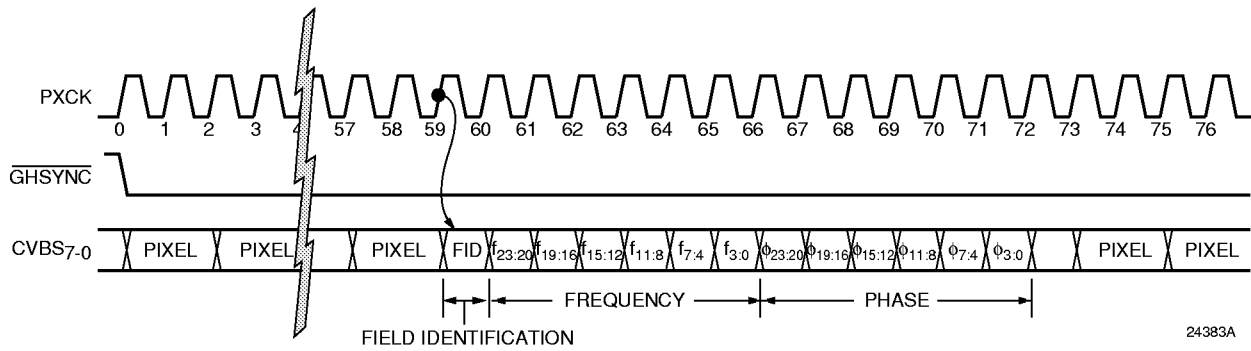 PXCK
0 1 2 3 4 57 58 59 60 61 62 63 64 65 66 67 68 69 70 71 72 73 74 75 76
GHSYNC
CVBS7-0 PIXEL PIXEL PIXEL FID f23:20 f19:16 f15:12 f11:8 f7:4 f3:0 ϕ23:20 ϕ19:16 ϕ15:12 ϕ11:8 ϕ7:4 ϕ3:0 PIXEL PIXEL
FREQUENCY PHASE
FIELD IDENTIFICATION
24383A